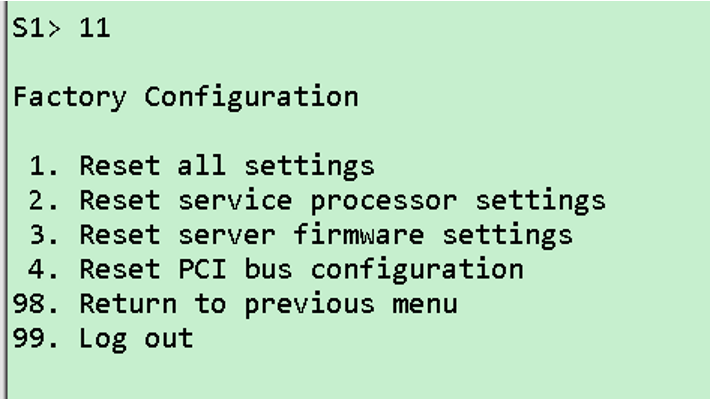 S1> 11
Factory Configuration
1. Reset all settings
2. Reset service processor settings
3. Reset server firmware settings
4. Reset PCI bus configuration
98. Return to previous menu
99. Log out